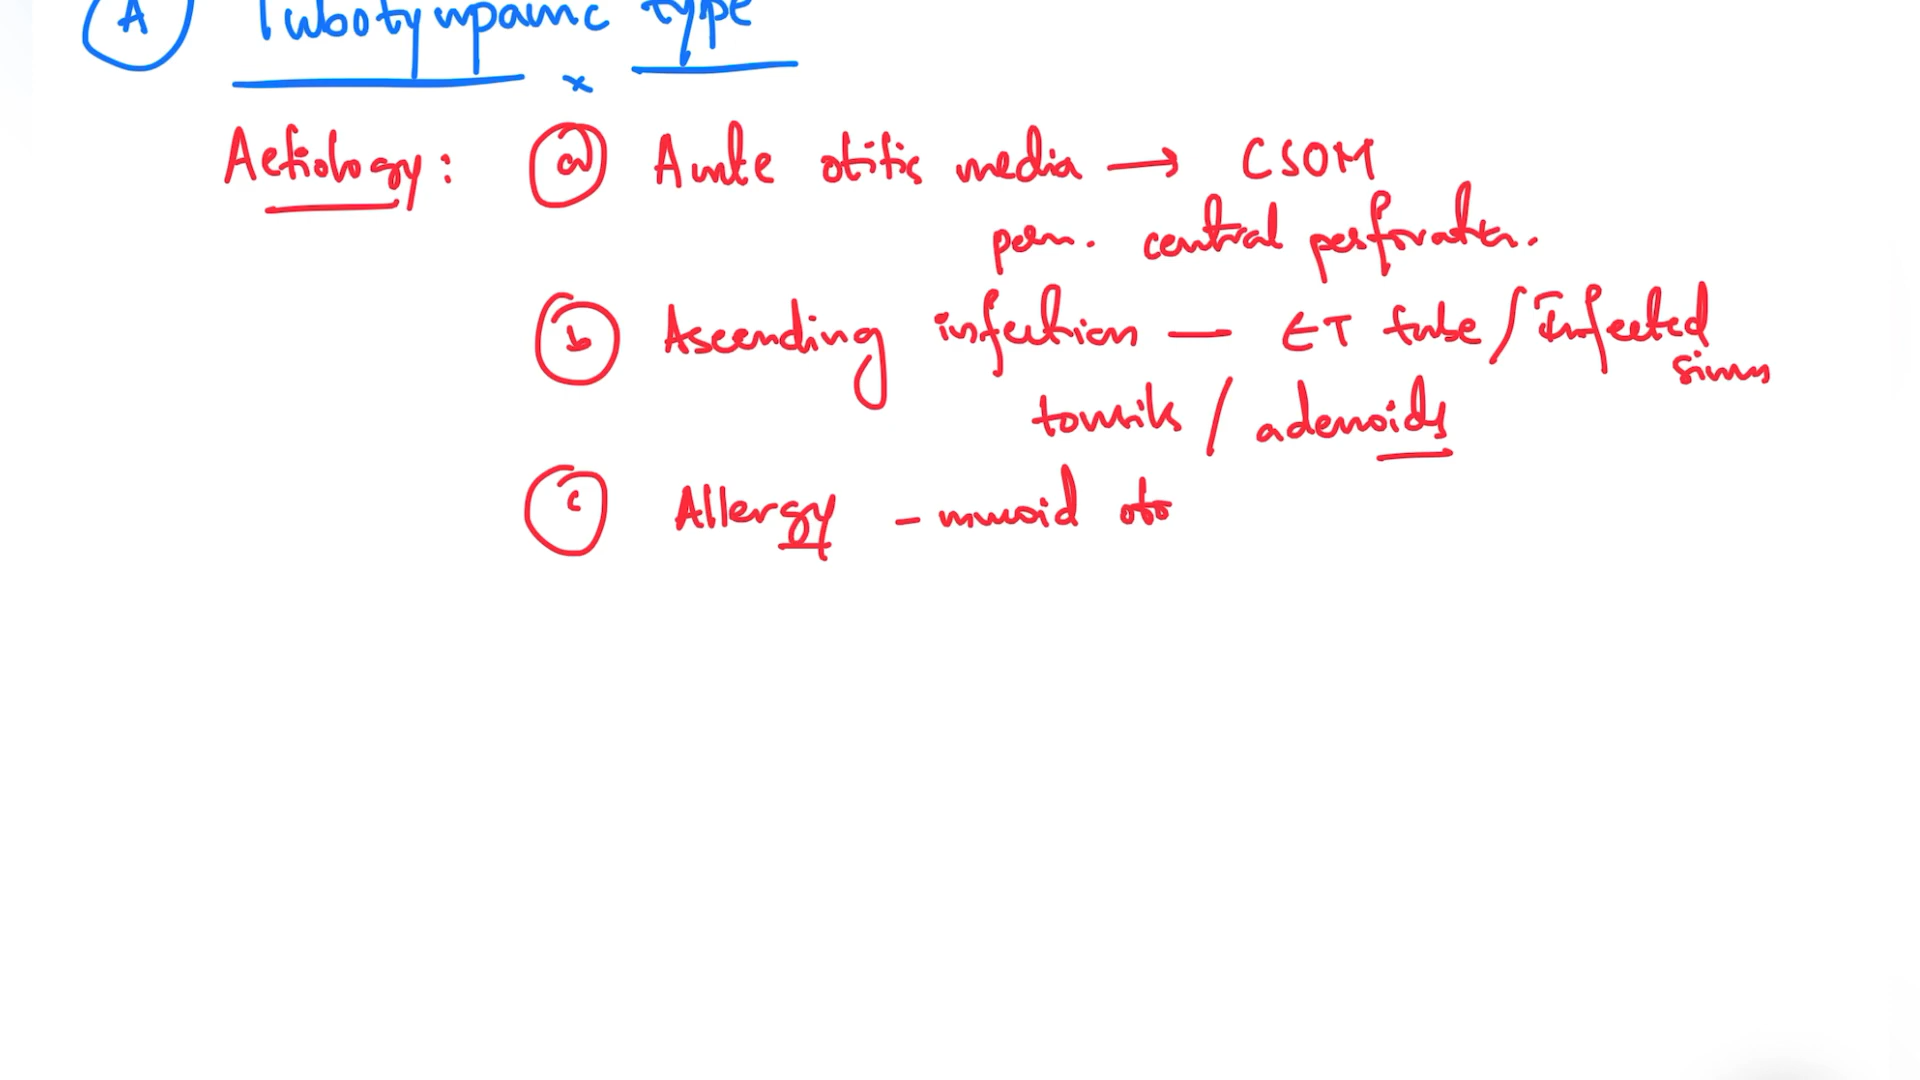 A Tubotympanic type
Aetiology: a Acute otitis media → CSOM
perm. central perforation.
b Ascending infection — ET tube / Infected
sinus
tonsils / adenoids
c Allergy - mucoid oto